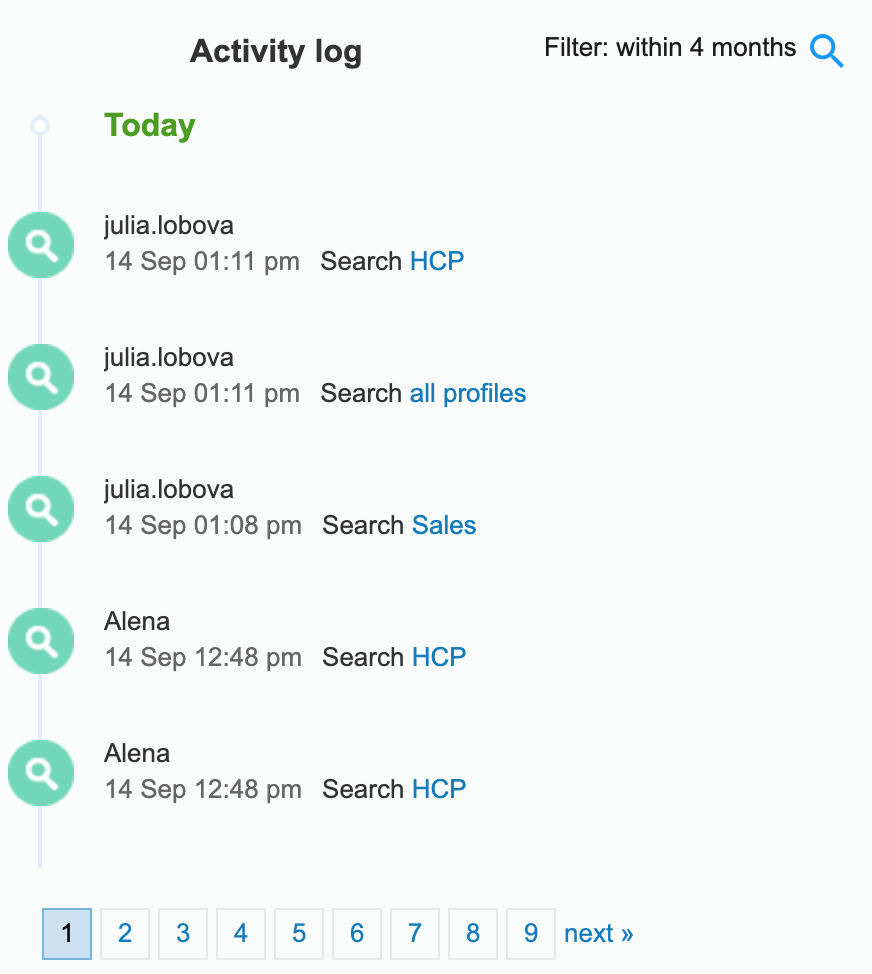 Activity log
Filter: within 4 months
Today
julia.lobova
14 Sep 01:11 pm Search HCP
julia.lobova
14 Sep 01:11 pm Search all profiles
julia.lobova
14 Sep 01:08 pm Search Sales
Alena
14 Sep 12:48 pm Search HCP
Alena
14 Sep 12:48 pm Search HCP
1 2 3 4 5 6 7 8 9 next »